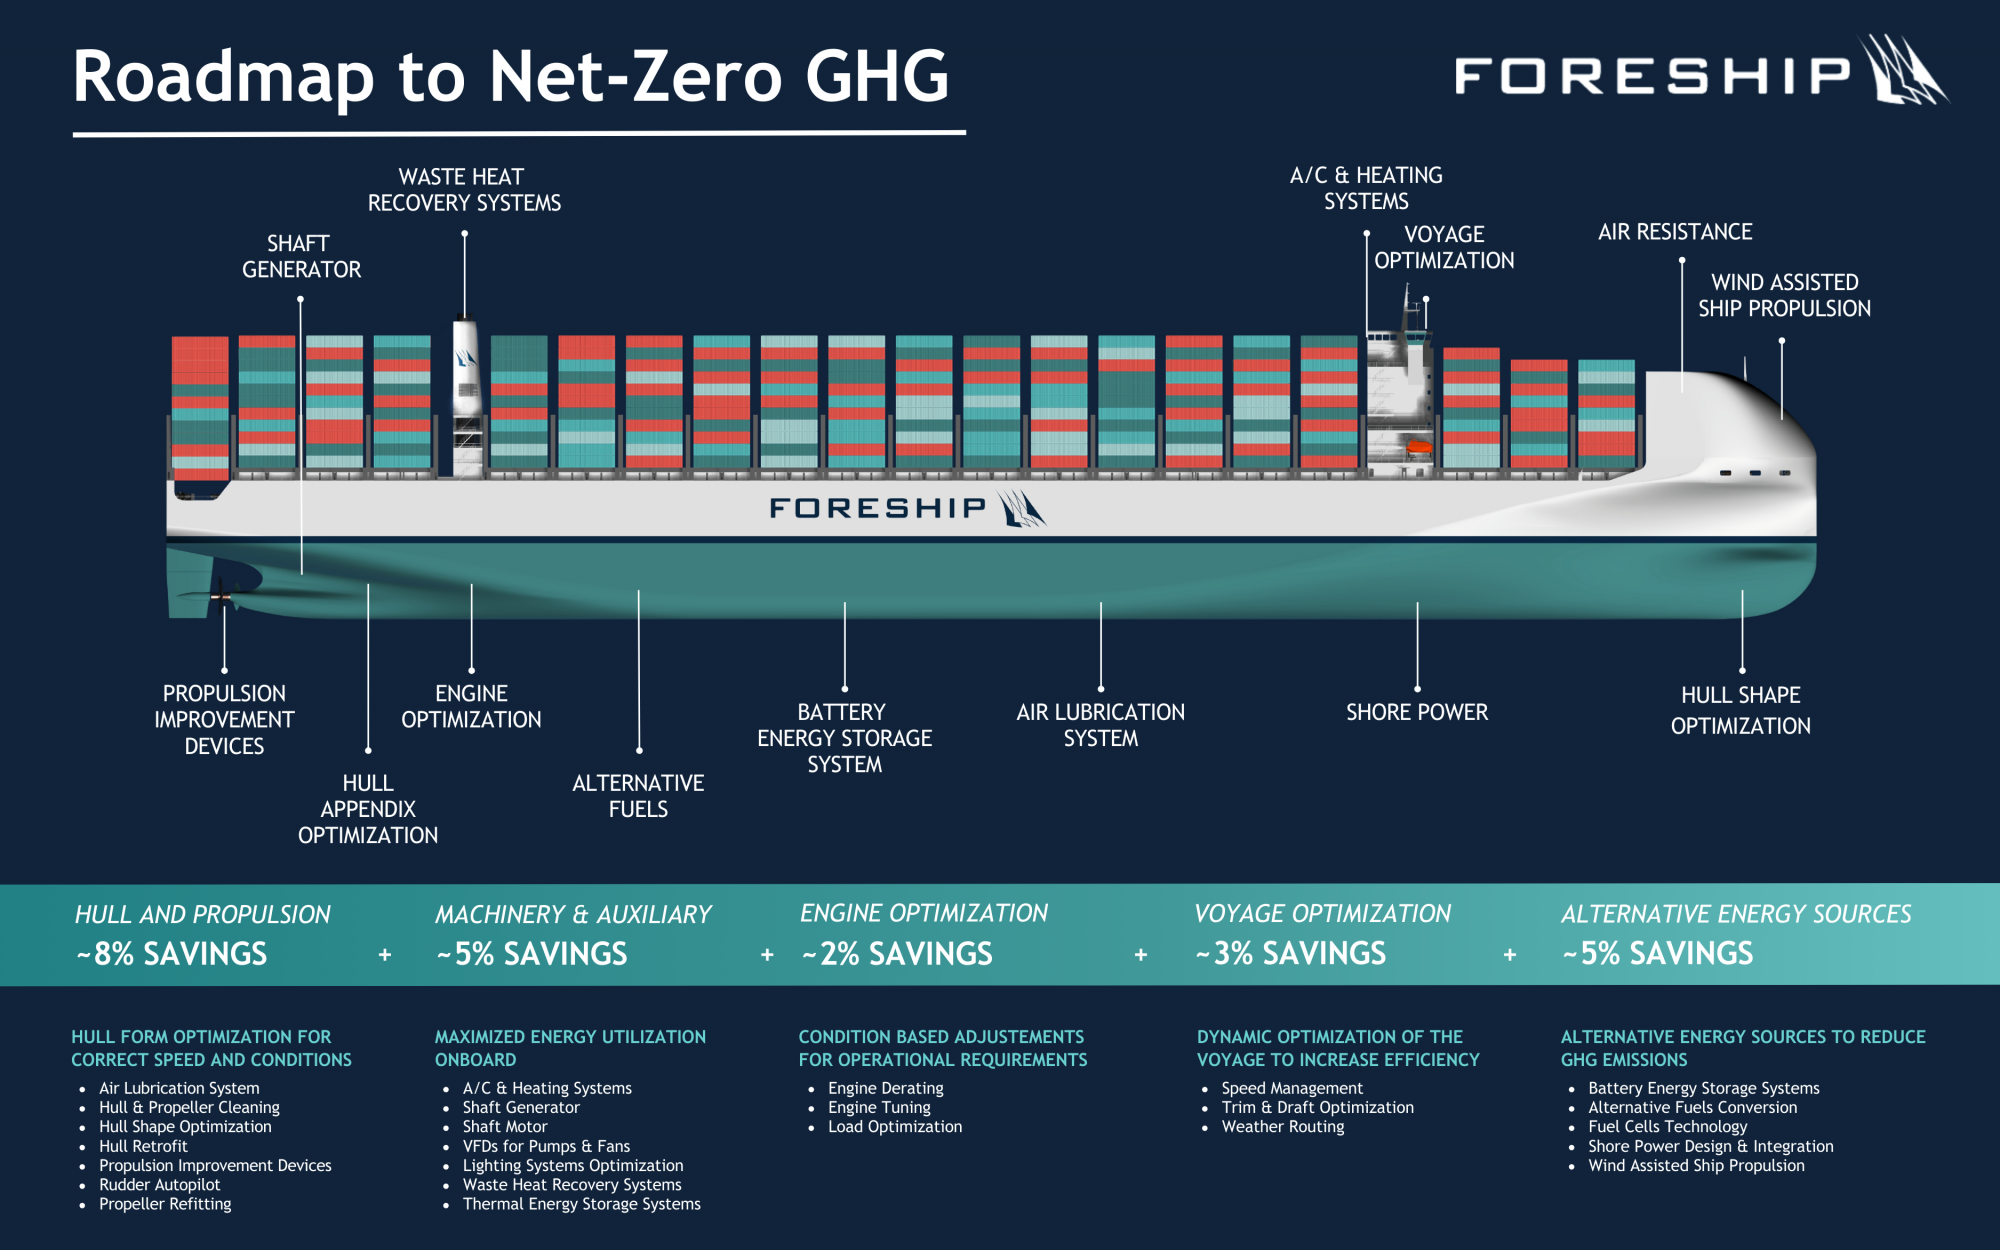 Roadmap to Net-Zero GHG
FORESHIP
WASTE HEAT
RECOVERY SYSTEMS
A/C & HEATING
SYSTEMS
SHAFT
GENERATOR
VOYAGE
OPTIMIZATION
AIR RESISTANCE
WIND ASSISTED
SHIP PROPULSION
FORESHIP
PROPULSION
IMPROVEMENT
DEVICES
HULL
APPENDIX
OPTIMIZATION
ENGINE
OPTIMIZATION
ALTERNATIVE
FUELS
BATTERY
ENERGY STORAGE
SYSTEM
AIR LUBRICATION
SYSTEM
SHORE POWER
HULL SHAPE
OPTIMIZATION
HULL AND PROPULSION
~8% SAVINGS
+
MACHINERY & AUXILIARY
~5% SAVINGS
+
ENGINE OPTIMIZATION
~2% SAVINGS
+
VOYAGE OPTIMIZATION
~3% SAVINGS
+
ALTERNATIVE ENERGY SOURCES
~5% SAVINGS
HULL FORM OPTIMIZATION FOR
CORRECT SPEED AND CONDITIONS
• Air Lubrication System
• Hull & Propeller Cleaning
• Hull Shape Optimization
• Hull Retrofit
• Propulsion Improvement Devices
• Rudder Autopilot
• Propeller Refitting
MAXIMIZED ENERGY UTILIZATION
ONBOARD
• A/C & Heating Systems
• Shaft Generator
• Shaft Motor
• VFDs for Pumps & Fans
• Lighting Systems Optimization
• Waste Heat Recovery Systems
• Thermal Energy Storage Systems
CONDITION BASED ADJUSTEMENTS
FOR OPERATIONAL REQUIREMENTS
• Engine Derating
• Engine Tuning
• Load Optimization
DYNAMIC OPTIMIZATION OF THE
VOYAGE TO INCREASE EFFICIENCY
• Speed Management
• Trim & Draft Optimization
• Weather Routing
ALTERNATIVE ENERGY SOURCES TO REDUCE
GHG EMISSIONS
• Battery Energy Storage Systems
• Alternative Fuels Conversion
• Fuel Cells Technology
• Shore Power Design & Integration
• Wind Assisted Ship Propulsion